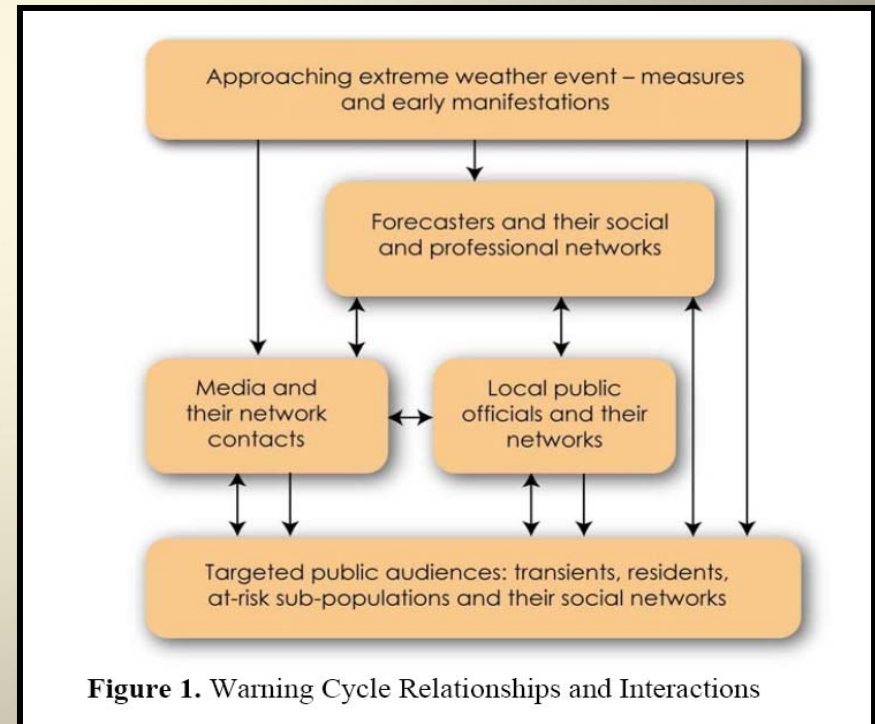 Approaching extreme weather event – measures
and early manifestations
Forecasters and their social
and professional networks
Media and
their network
contacts
Local public
officials and their
networks
Targeted public audiences: transients, residents,
at-risk sub-populations and their social networks
Figure 1. Warning Cycle Relationships and Interactions